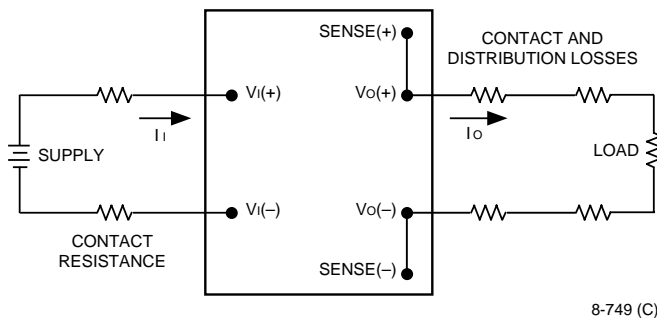 SENSE(+)
CONTACT AND
DISTRIBUTION LOSSES
VI(+)
VO(+)
II
IO
SUPPLY
LOAD
VI(–)
VO(–)
CONTACT
RESISTANCE
SENSE(–)
8-749 (C)